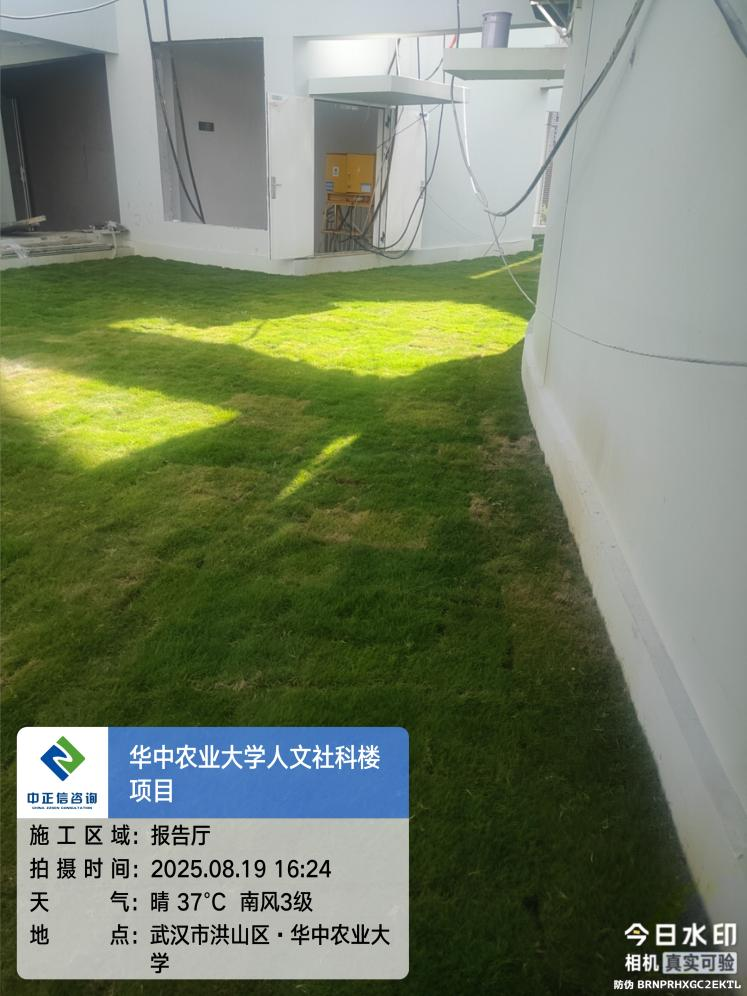 中正信咨询
CHINA ZZXIN CONSULTATION
华中农业大学人文社科楼
项目
施工区域：报告厅
拍摄时间：2025.08.19 16:24
天气：晴 37℃ 南风3级
地点：武汉市洪山区·华中农业大
学
今日水印
相机 真实可验
防伪 BRNPRHXGC2EKTL